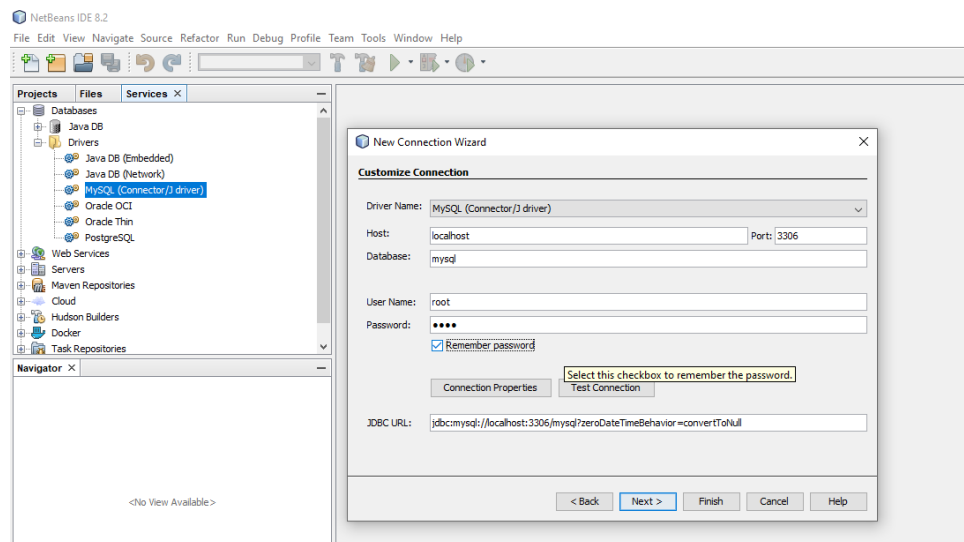 NetBeans IDE 8.2
File Edit View Navigate Source Refactor Run Debug Profile Team Tools Window Help
Projects Files Services
Databases
Java DB
Drivers
Java DB (Embedded)
Java DB (Network)
MySQL (Connector/J driver)
Oracle OCI
Oracle Thin
PostgreSQL
Web Services
Servers
Maven Repositories
Cloud
Hudson Builders
Docker
Task Repositories
Navigator
<No View Available>
New Connection Wizard
Customize Connection
Driver Name: MySQL (Connector/J driver)
Host: localhost Port: 3306
Database: mysql
User Name: root
Password: ••••
Remember password
Select this checkbox to remember the password.
Connection Properties Test Connection
JDBC URL: jdbc:mysql://localhost:3306/mysql?zeroDateTimeBehavior=convertToNull
< Back Next > Finish Cancel Help